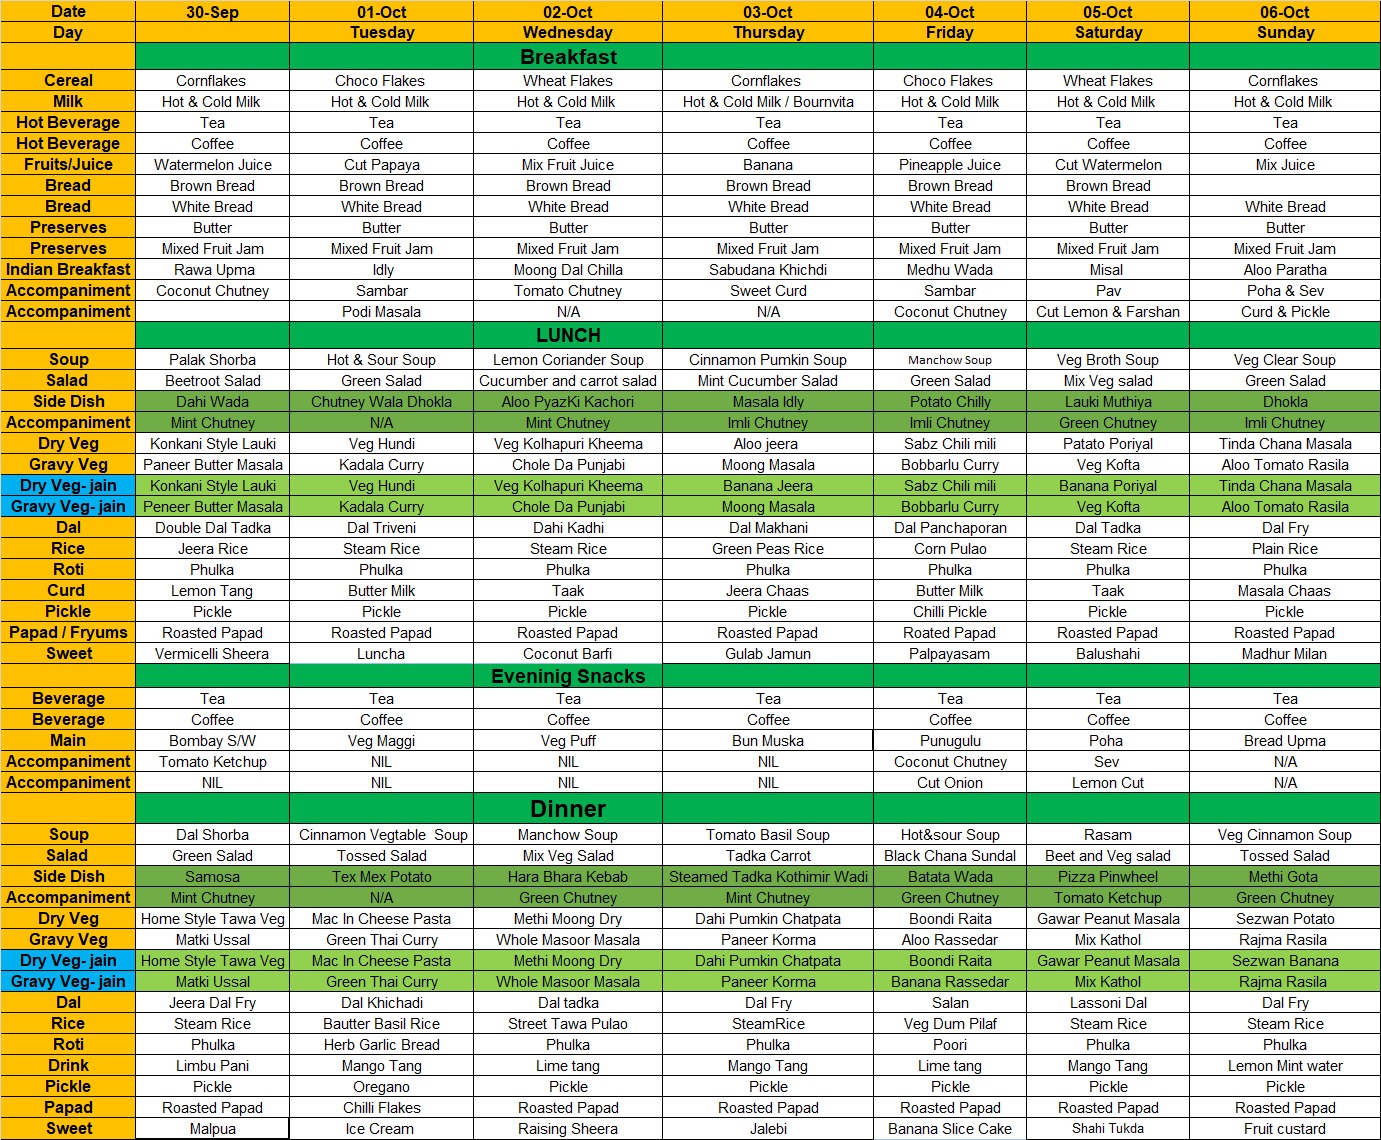 Date 30-Sep 01-Oct 02-Oct 03-Oct 04-Oct 05-Oct 06-Oct
Day Tuesday Wednesday Thursday Friday Saturday Sunday
Breakfast
Cereal Cornflakes Choco Flakes Wheat Flakes Cornflakes Choco Flakes Wheat Flakes Cornflakes
Milk Hot & Cold Milk Hot & Cold Milk Hot & Cold Milk Hot & Cold Milk / Bournvita Hot & Cold Milk Hot & Cold Milk Hot & Cold Milk
Hot Beverage Tea Tea Tea Tea Tea Tea Tea
Hot Beverage Coffee Coffee Coffee Coffee Coffee Coffee Coffee
Fruits/Juice Watermelon Juice Cut Papaya Mix Fruit Juice Banana Pineapple Juice Cut Watermelon Mix Juice
Bread Brown Bread Brown Bread Brown Bread Brown Bread Brown Bread Brown Bread
Bread White Bread White Bread White Bread White Bread White Bread White Bread White Bread
Preserves Butter Butter Butter Butter Butter Butter Butter
Preserves Mixed Fruit Jam Mixed Fruit Jam Mixed Fruit Jam Mixed Fruit Jam Mixed Fruit Jam Mixed Fruit Jam Mixed Fruit Jam
Indian Breakfast Rawa Upma Idly Moong Dal Chilla Sabudana Khichdi Medhu Wada Misal Aloo Paratha
Accompaniment Coconut Chutney Sambar Tomato Chutney Sweet Curd Sambar Pav Poha & Sev
Accompaniment Podi Masala N/A N/A Coconut Chutney Cut Lemon & Farshan Curd & Pickle
LUNCH
Soup Palak Shorba Hot & Sour Soup Lemon Coriander Soup Cinnamon Pumkin Soup Manchow Soup Veg Broth Soup Veg Clear Soup
Salad Beetroot Salad Green Salad Cucumber and carrot salad Mint Cucumber Salad Green Salad Mix Veg salad Green Salad
Side Dish Dahi Wada Chutney Wala Dhokla Aloo PyazKi Kachori Masala Idly Potato Chilly Lauki Muthiya Dhokla
Accompaniment Mint Chutney N/A Mint Chutney Imli Chutney Imli Chutney Green Chutney Imli Chutney
Dry Veg Konkani Style Lauki Veg Hundi Veg Kolhapuri Kheema Aloo jeera Sabz Chili mili Patato Poriyal Tinda Chana Masala
Gravy Veg Paneer Butter Masala Kadala Curry Chole Da Punjabi Moong Masala Bobbarlu Curry Veg Kofta Aloo Tomato Rasila
Dry Veg- jain Konkani Style Lauki Veg Hundi Veg Kolhapuri Kheema Banana Jeera Sabz Chili mili Banana Poriyal Tinda Chana Masala
Gravy Veg- jain Peneer Butter Masala Kadala Curry Chole Da Punjabi Moong Masala Bobbarlu Curry Veg Kofta Aloo Tomato Rasila
Dal Double Dal Tadka Dal Triveni Dahi Kadhi Dal Makhani Dal Panchaporan Dal Tadka Dal Fry
Rice Jeera Rice Steam Rice Steam Rice Green Peas Rice Corn Pulao Steam Rice Plain Rice
Roti Phulka Phulka Phulka Phulka Phulka Phulka Phulka
Curd Lemon Tang Butter Milk Taak Jeera Chaas Butter Milk Taak Masala Chaas
Pickle Pickle Pickle Pickle Pickle Chilli Pickle Pickle Pickle
Papad / Fryums Roasted Papad Roasted Papad Roasted Papad Roasted Papad Roated Papad Roasted Papad Roasted Papad
Sweet Vermicelli Sheera Luncha Coconut Barfi Gulab Jamun Palpayasam Balushahi Madhur Milan
Eveninig Snacks
Beverage Tea Tea Tea Tea Tea Tea Tea
Beverage Coffee Coffee Coffee Coffee Coffee Coffee Coffee
Main Bombay S/W Veg Maggi Veg Puff Bun Muska Punugulu Poha Bread Upma
Accompaniment Tomato Ketchup NIL NIL NIL Coconut Chutney Sev N/A
Accompaniment NIL NIL NIL NIL Cut Onion Lemon Cut N/A
Dinner
Soup Dal Shorba Cinnamon Vegtable Soup Manchow Soup Tomato Basil Soup Hot&sour Soup Rasam Veg Cinnamon Soup
Salad Green Salad Tossed Salad Mix Veg Salad Tadka Carrot Black Chana Sundal Beet and Veg salad Tossed Salad
Side Dish Samosa Tex Mex Potato Hara Bhara Kebab Steamed Tadka Kothimir Wadi Batata Wada Pizza Pinwheel Methi Gota
Accompaniment Mint Chutney N/A Green Chutney Mint Chutney Green Chutney Tomato Ketchup Green Chutney
Dry Veg Home Style Tawa Veg Mac In Cheese Pasta Methi Moong Dry Dahi Pumkin Chatpata Boondi Raita Gawar Peanut Masala Sezwan Potato
Gravy Veg Matki Ussal Green Thai Curry Whole Masoor Masala Paneer Korma Aloo Rassedar Mix Kathol Rajma Rasila
Dry Veg- jain Home Style Tawa Veg Mac In Cheese Pasta Methi Moong Dry Dahi Pumkin Chatpata Boondi Raita Gawar Peanut Masala Sezwan Banana
Gravy Veg- jain Matki Ussal Green Thai Curry Whole Masoor Masala Paneer Korma Banana Rassedar Mix Kathol Rajma Rasila
Dal Jeera Dal Fry Dal Khichadi Dal tadka Dal Fry Salan Lassoni Dal Dal Fry
Rice Steam Rice Bautter Basil Rice Street Tawa Pulao SteamRice Veg Dum Pilaf Steam Rice Steam Rice
Roti Phulka Herb Garlic Bread Phulka Phulka Poori Phulka Phulka
Drink Limbu Pani Mango Tang Lime tang Mango Tang Lime tang Mango Tang Lemon Mint water
Pickle Pickle Oregano Pickle Pickle Pickle Pickle Pickle
Papad Roasted Papad Chilli Flakes Roasted Papad Roasted Papad Roasted Papad Roasted Papad Roasted Papad
Sweet Malpua Ice Cream Raising Sheera Jalebi Banana Slice Cake Shahi Tukda Fruit custard